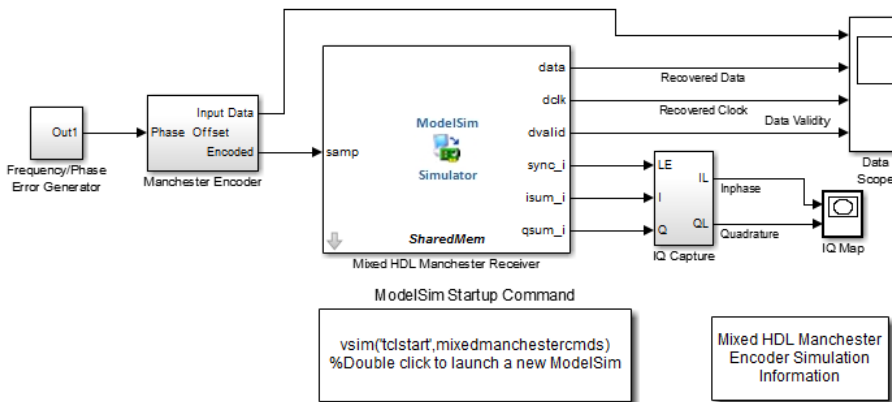 Out1
Frequency/Phase
Error Generator
Input Data
Phase Offset
Encoded
Manchester Encoder
samp
ModelSim
Simulator
SharedMem
data
dclk
dvalid
sync_i
isum_i
qsum_i
Mixed HDL Manchester Receiver
Recovered Data
Recovered Clock
Data Validity
Data
Scope
LE
I
Q
IL
QL
IQ Capture
Inphase
Quadrature
IQ Map
ModelSim Startup Command
vsim('tclstart',mixedmanchestercmds)
%Double click to launch a new ModelSim
Mixed HDL Manchester
Encoder Simulation
Information